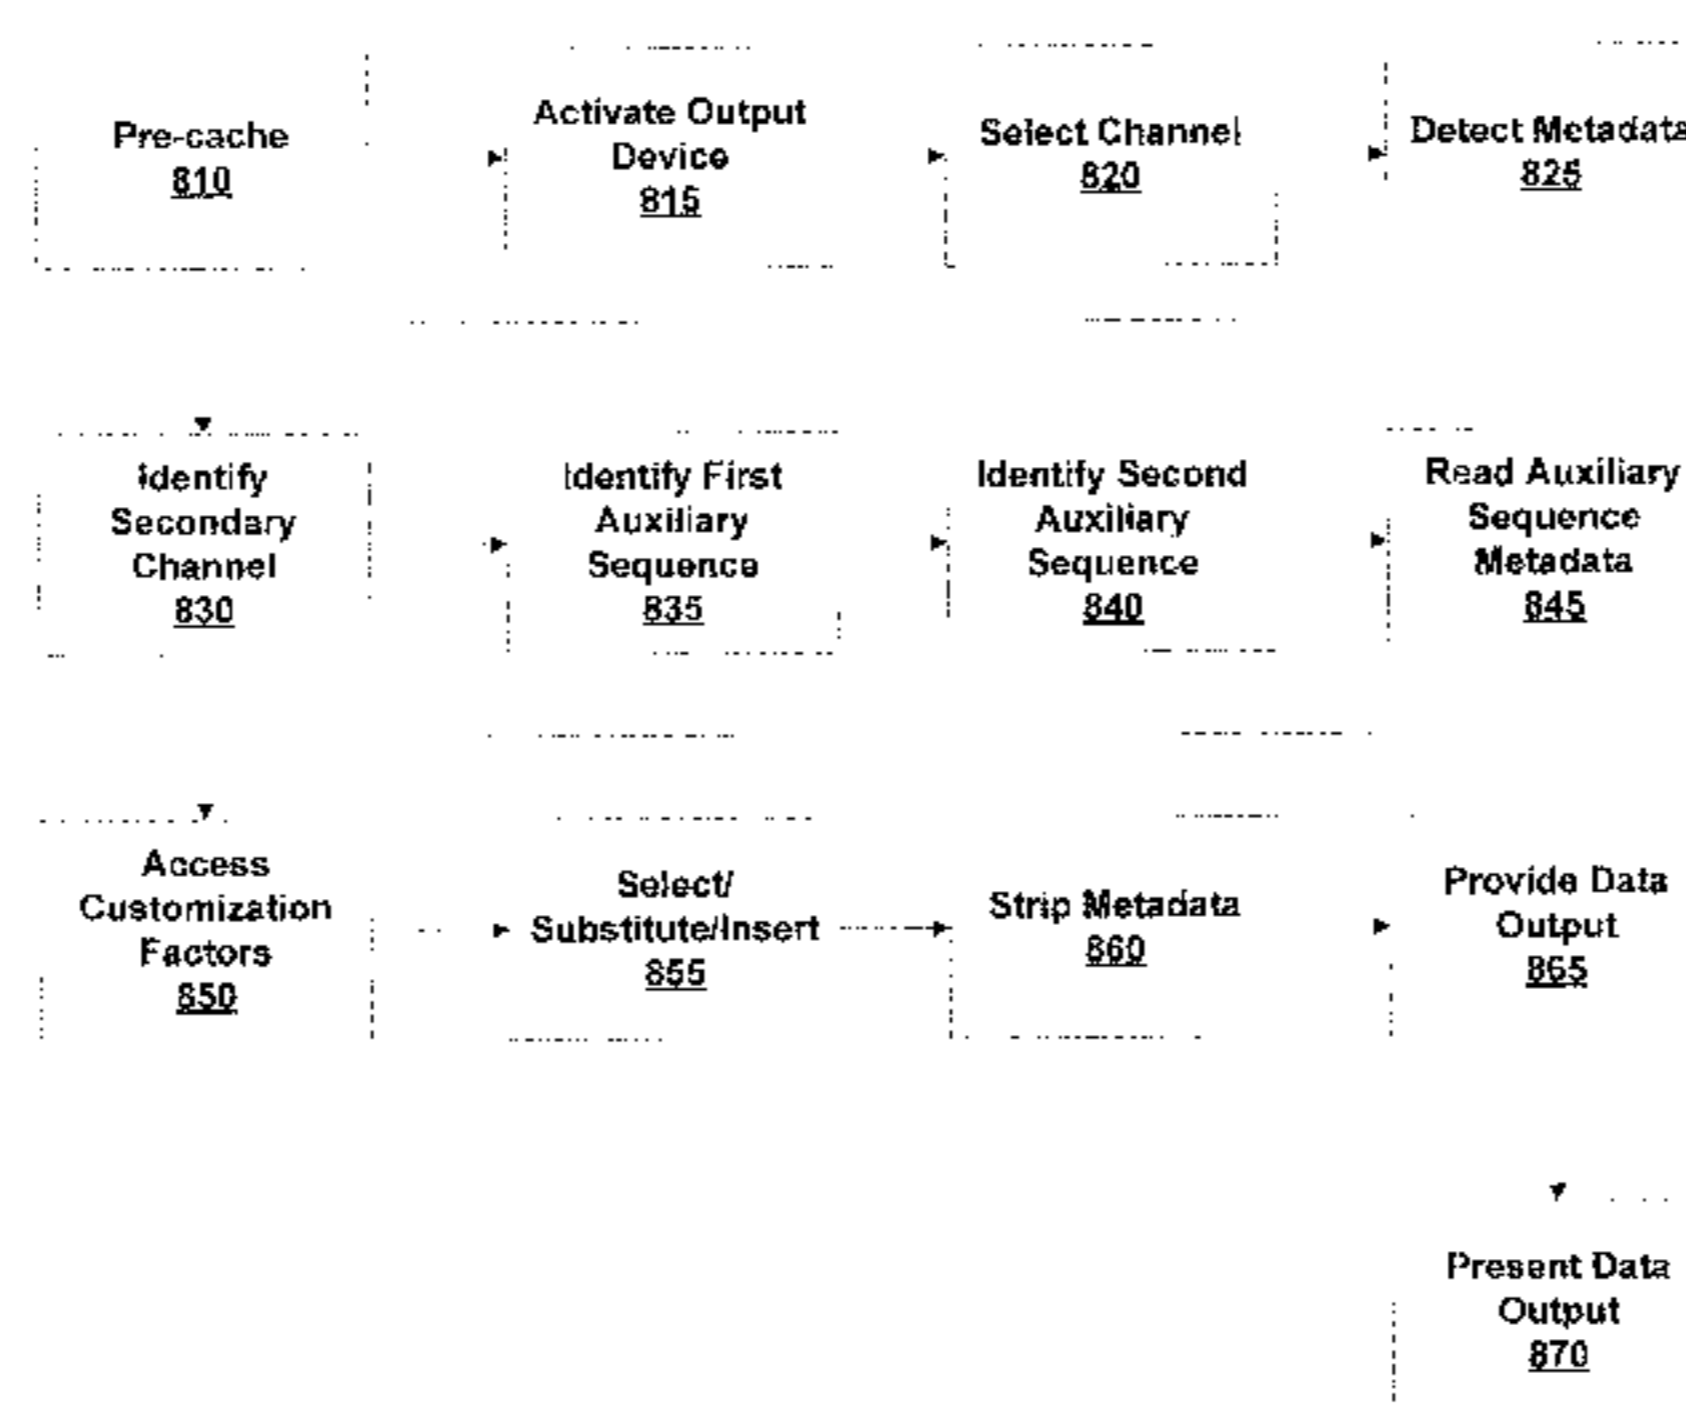 Pre-cache
810
Activate Output
Device
815
Select Channel
820
Detect Metadata
825
Identify
Secondary
Channel
830
Identify First
Auxiliary
Sequence
835
Identify Second
Auxiliary
Sequence
840
Read Auxiliary
Sequence
Metadata
845
Access
Customization
Factors
850
Select/
Substitute/Insert
855
Strip Metadata
860
Provide Data
Output
865
Present Data
Output
870